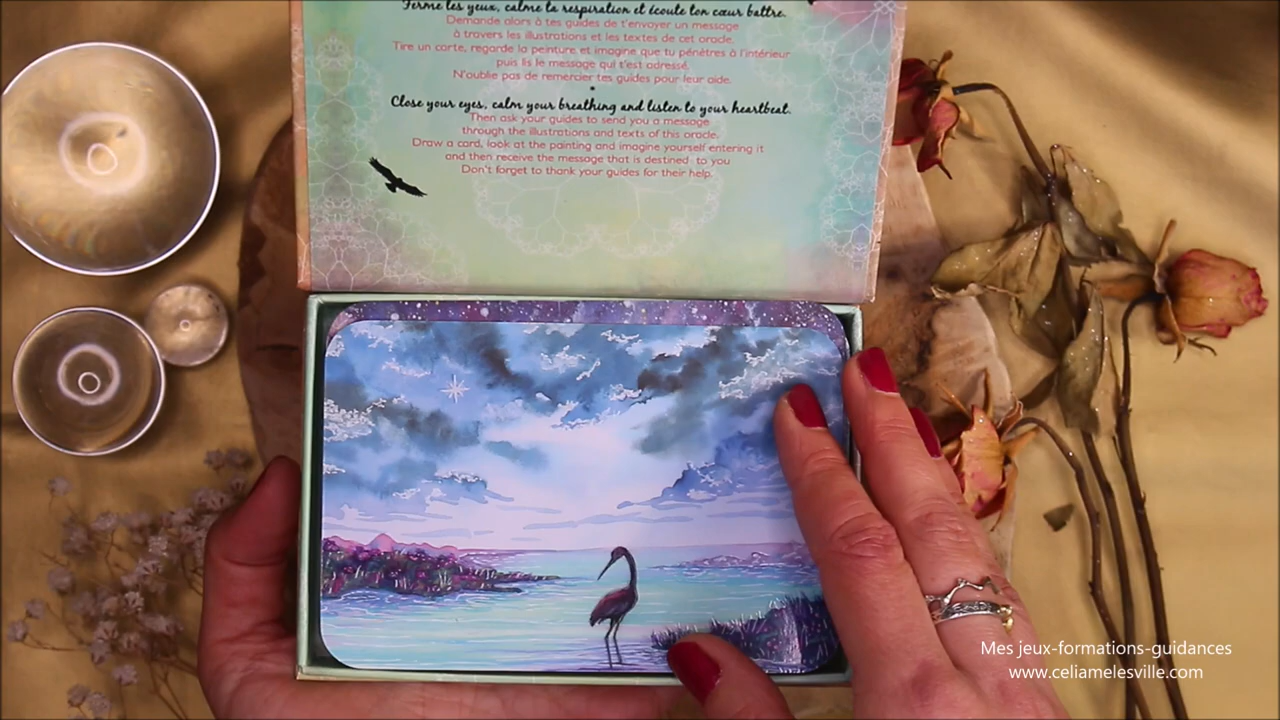 Ferme les yeux, calme ta respiration et écoute ton cœur battre.
Demande alors à tes guides de t'envoyer un message
à travers les illustrations et les textes de cet oracle.
Tire un carte, regarde la peinture et imagine que tu pénètres à l'intérieur
puis lis le message qui t'est adressé.
N'oublie pas de remercier tes guides pour leur aide.
Close your eyes, calm your breathing and listen to your heartbeat.
Then ask your guides to send you a message
through the illustrations and texts of this oracle.
Draw a card, look at the painting and imagine yourself entering it
and then receive the message that is destined to you
Don't forget to thank your guides for their help.
Mes jeux-formations-guidances
www.celiamelesville.com